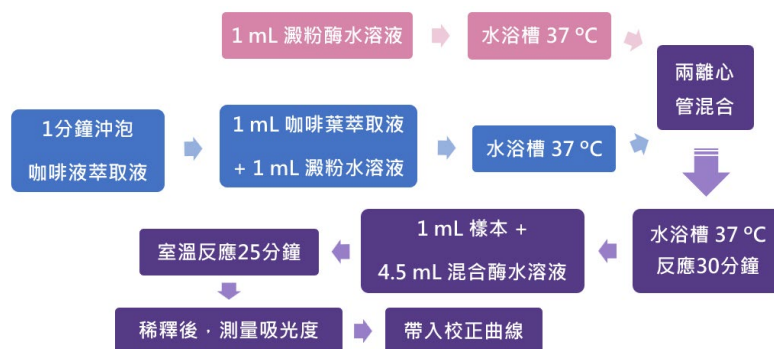 1 mL 澱粉酶水溶液
水浴槽 37 ºC
兩離心
管混合
1分鐘沖泡
咖啡液萃取液
1 mL 咖啡葉萃取液
+ 1 mL 澱粉水溶液
水浴槽 37 ºC
水浴槽 37 ºC
反應30分鐘
1 mL 樣本 +
4.5 mL 混合酶水溶液
室溫反應25分鐘
稀釋後，測量吸光度
帶入校正曲線